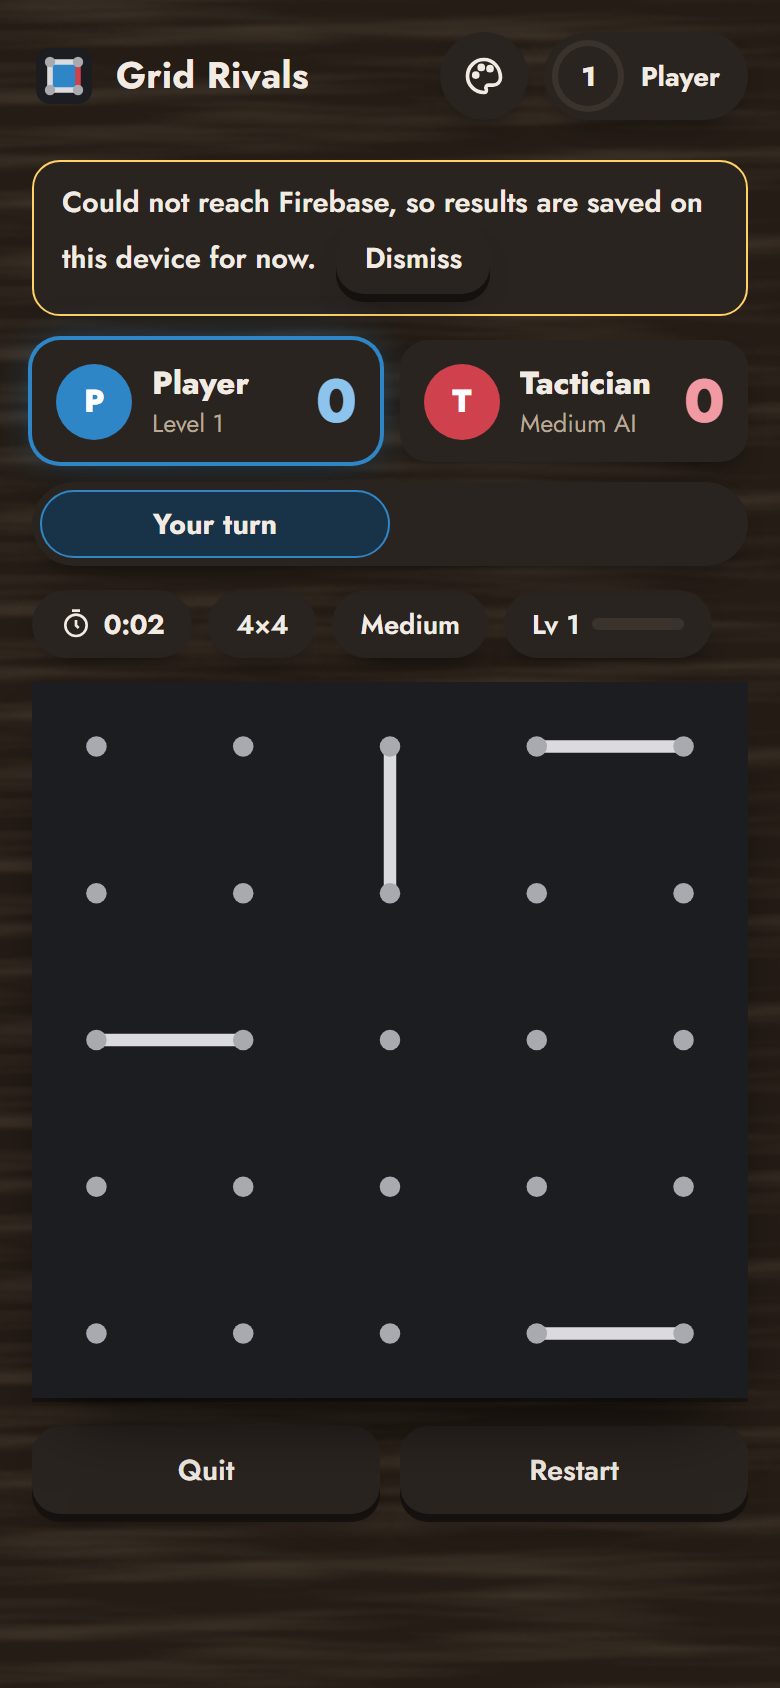 Grid Rivals
1 Player
Could not reach Firebase, so results are saved on
this device for now. Dismiss
P Player 0
Level 1
T Tactician 0
Medium AI
Your turn
0:02 4×4 Medium Lv 1
Quit Restart